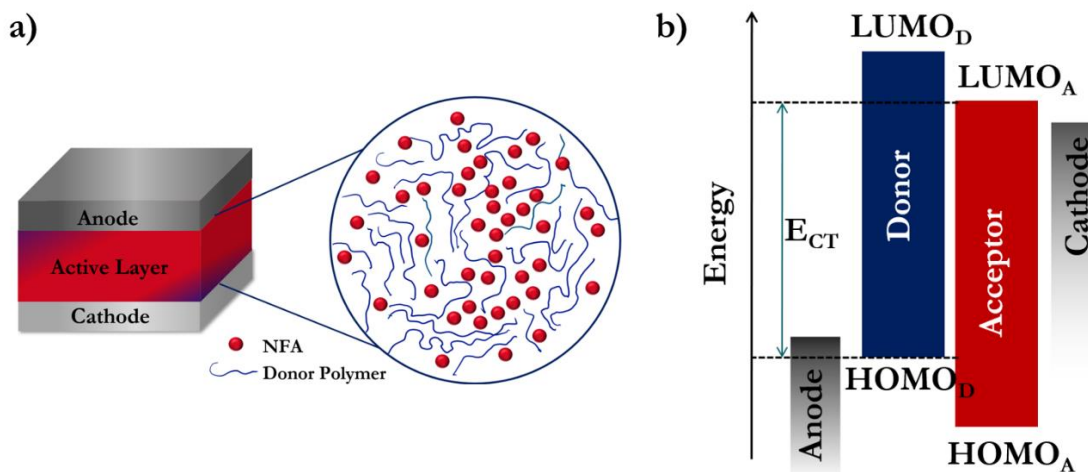 a)
Anode
Active Layer
Cathode
NFA
Donor Polymer
b)
Energy
E_CT
LUMO_D
LUMO_A
Donor
Acceptor
Cathode
Anode
HOMO_D
HOMO_A